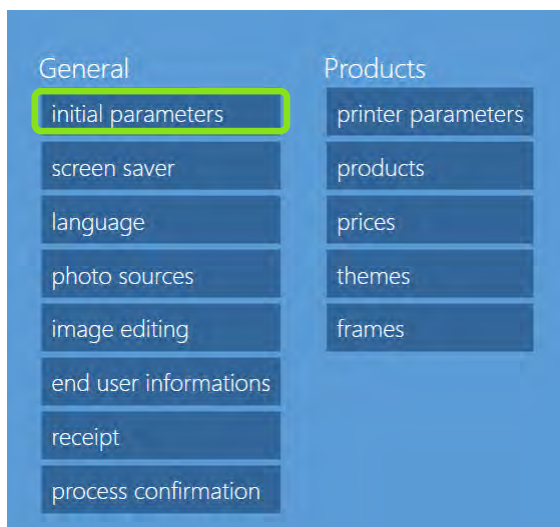 General
initial parameters
screen saver
language
photo sources
image editing
end user informations
receipt
process confirmation
Products
printer parameters
products
prices
themes
frames